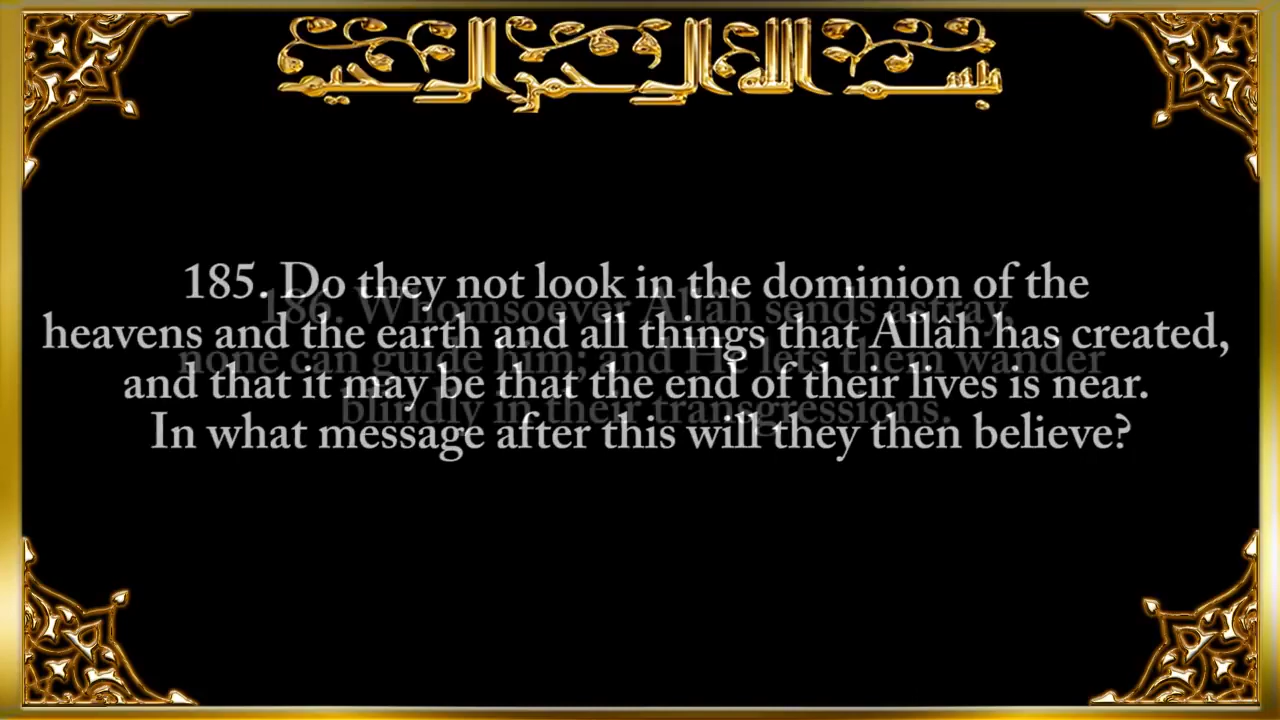 بسم الله الرحمن الرحيم
185. Do they not look in the dominion of the
heavens and the earth and all things that Allâh has created,
and that it may be that the end of their lives is near.
In what message after this will they then believe?
186. Whomsoever Allâh sends astray,
none can guide him; and He lets them wander
blindly in their transgressions.